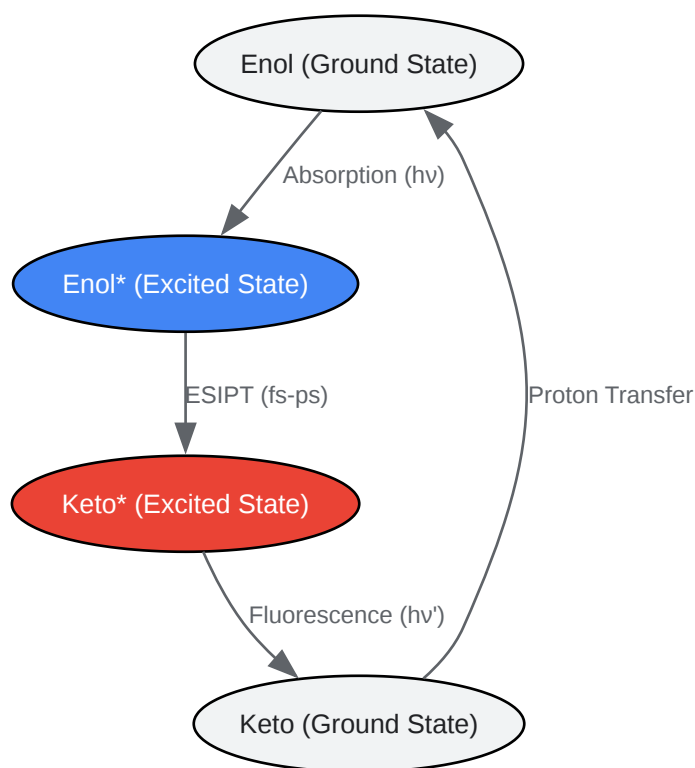 Enol (Ground State)
Absorption (hν)
Enol* (Excited State)
ESIPT (fs-ps)
Proton Transfer
Keto* (Excited State)
Fluorescence (hν')
Keto (Ground State)